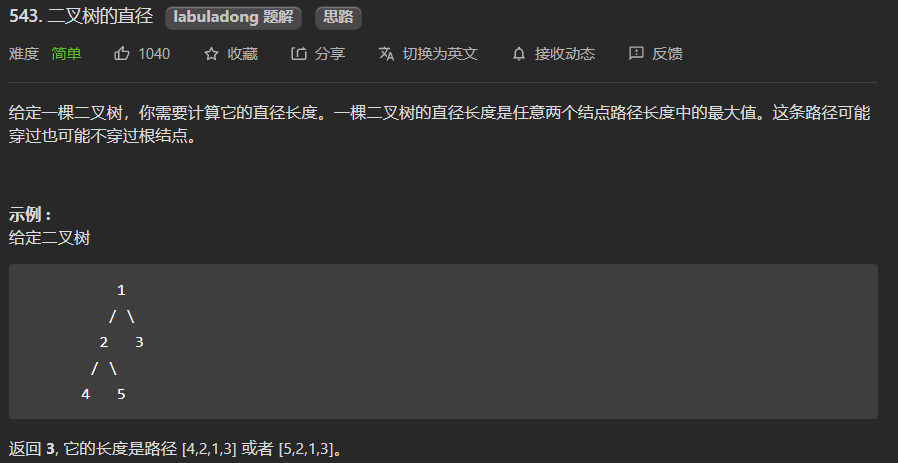 543. 二叉树的直径 labuladong 题解 思路
难度 简单 1040 收藏 分享 切换为英文 接收动态 反馈
给定一棵二叉树，你需要计算它的直径长度。一棵二叉树的直径长度是任意两个结点路径长度中的最大值。这条路径可能
穿过也可能不穿过根结点。
示例 :
给定二叉树
1
/ \
2 3
/ \
4 5
返回 3, 它的长度是路径 [4,2,1,3] 或者 [5,2,1,3]。